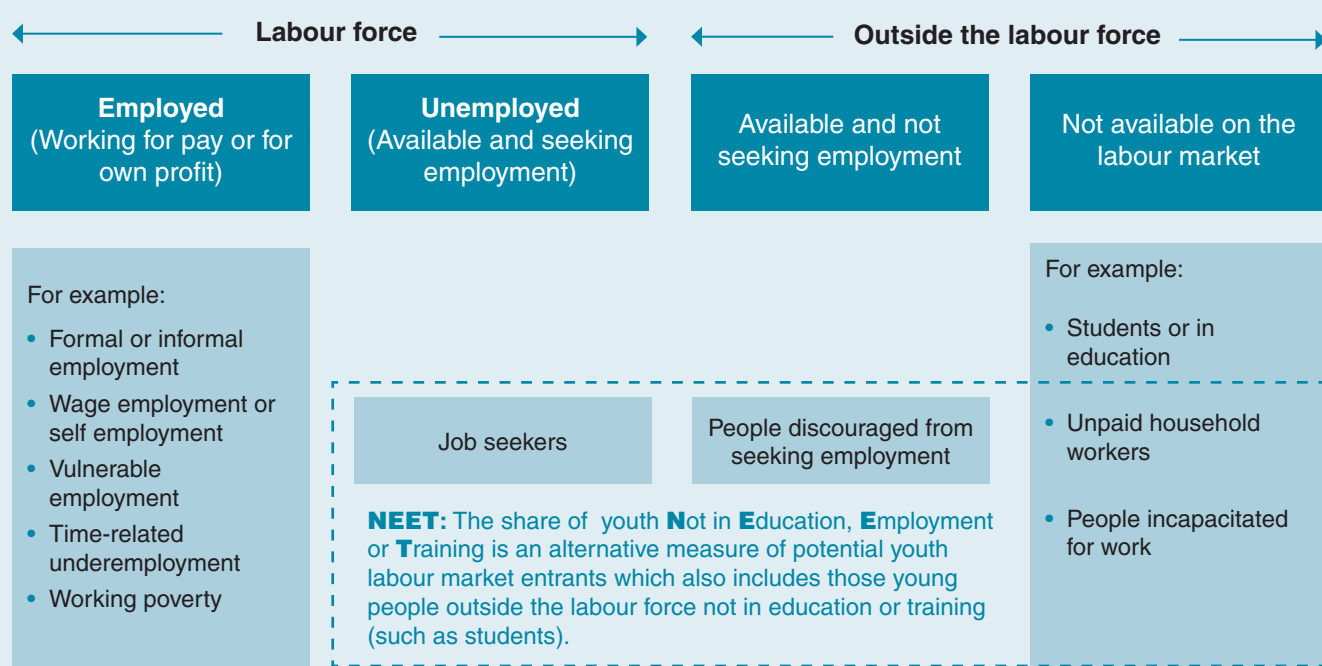 Labour force
Outside the labour force
Employed
(Working for pay or for
own profit)
Unemployed
(Available and seeking
employment)
Available and not
seeking employment
Not available on the
labour market
For example:
• Formal or informal
employment
• Wage employment or
self employment
• Vulnerable
employment
• Time-related
underemployment
• Working poverty
Job seekers
People discouraged from
seeking employment
NEET: The share of youth Not in Education, Employment
or Training is an alternative measure of potential youth
labour market entrants which also includes those young
people outside the labour force not in education or training
(such as students).
For example:
• Students or in
education
• Unpaid household
workers
• People incapacitated
for work